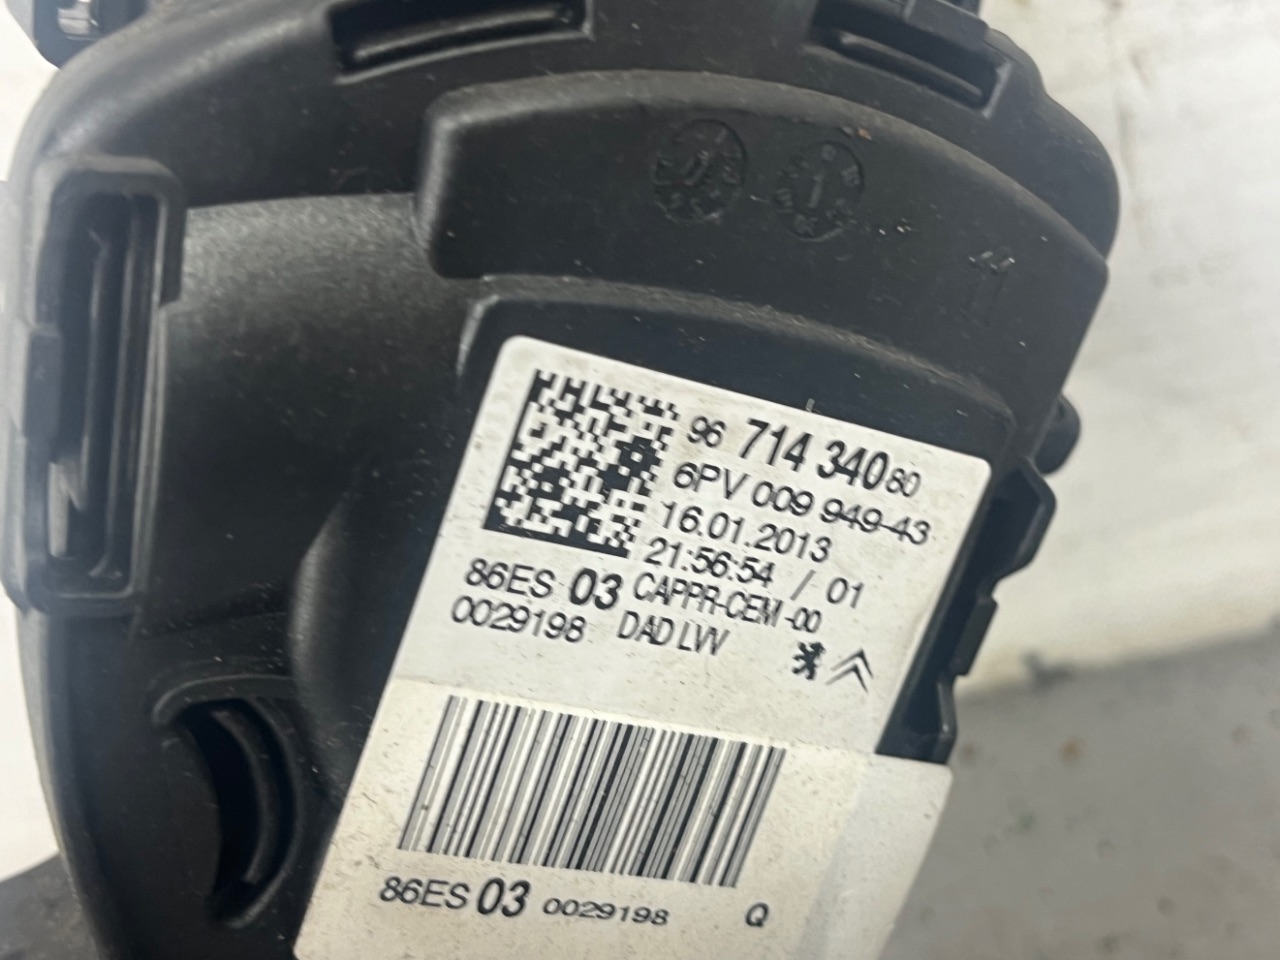 96 714 340 80
6PV 009 949-43
16.01.2013
21:56:54 / 01
86ES 03 CAPPR-CEM -00
0029198 DAD LVV
86ES 03 0029198 Q